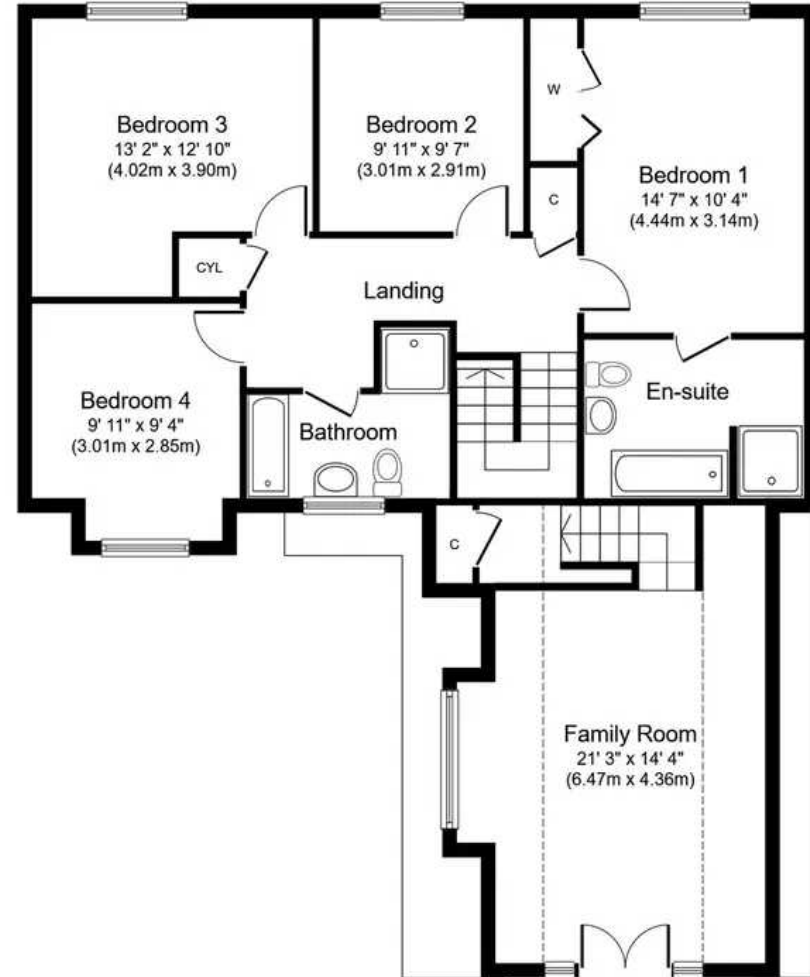 Bedroom 3
13' 2" x 12' 10"
(4.02m x 3.90m)
Bedroom 2
9' 11" x 9' 7"
(3.01m x 2.91m)
W
Bedroom 1
14' 7" x 10' 4"
(4.44m x 3.14m)
C
CYL
Landing
Bedroom 4
9' 11" x 9' 4"
(3.01m x 2.85m)
Bathroom
En-suite
C
Family Room
21' 3" x 14' 4"
(6.47m x 4.36m)